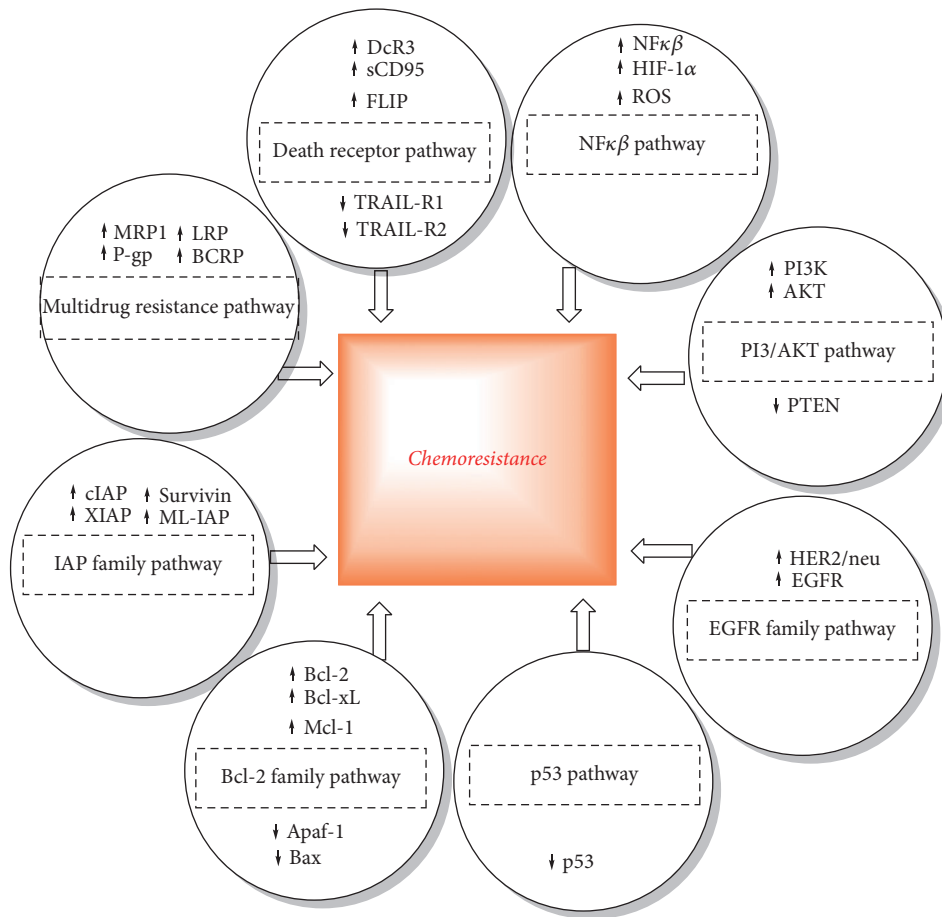 ↑ DcR3
↑ sCD95
↑ FLIP
Death receptor pathway
↓ TRAIL-R1
↓ TRAIL-R2
↑ NFκβ
↑ HIF-1α
↑ ROS
NFκβ pathway
↑ MRP1 ↑ LRP
↑ P-gp ↑ BCRP
Multidrug resistance pathway
↑ PI3K
↑ AKT
PI3/AKT pathway
↓ PTEN
Chemoresistance
↑ cIAP ↑ Survivin
↑ XIAP ↑ ML-IAP
IAP family pathway
↑ HER2/neu
↑ EGFR
EGFR family pathway
↑ Bcl-2
↑ Bcl-xL
↑ Mcl-1
Bcl-2 family pathway
↓ Apaf-1
↓ Bax
p53 pathway
↓ p53